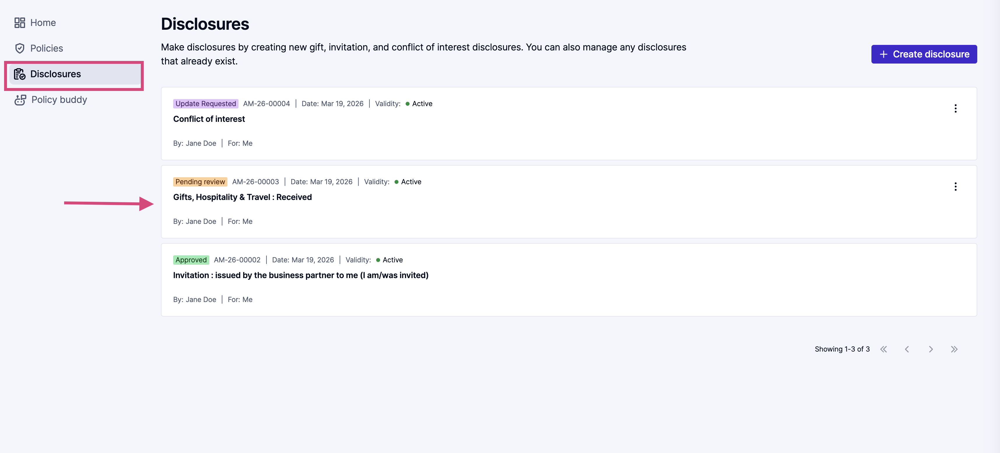 Home
Policies
Disclosures
Policy buddy
Disclosures
Make disclosures by creating new gift, invitation, and conflict of interest disclosures. You can also manage any disclosures
that already exist.
+ Create disclosure
Update Requested AM-26-00004 | Date: Mar 19, 2026 | Validity: Active
Conflict of interest
By: Jane Doe | For: Me
Pending review AM-26-00003 | Date: Mar 19, 2026 | Validity: Active
Gifts, Hospitality & Travel : Received
By: Jane Doe | For: Me
Approved AM-26-00002 | Date: Mar 19, 2026 | Validity: Active
Invitation : issued by the business partner to me (I am/was invited)
By: Jane Doe | For: Me
Showing 1-3 of 3